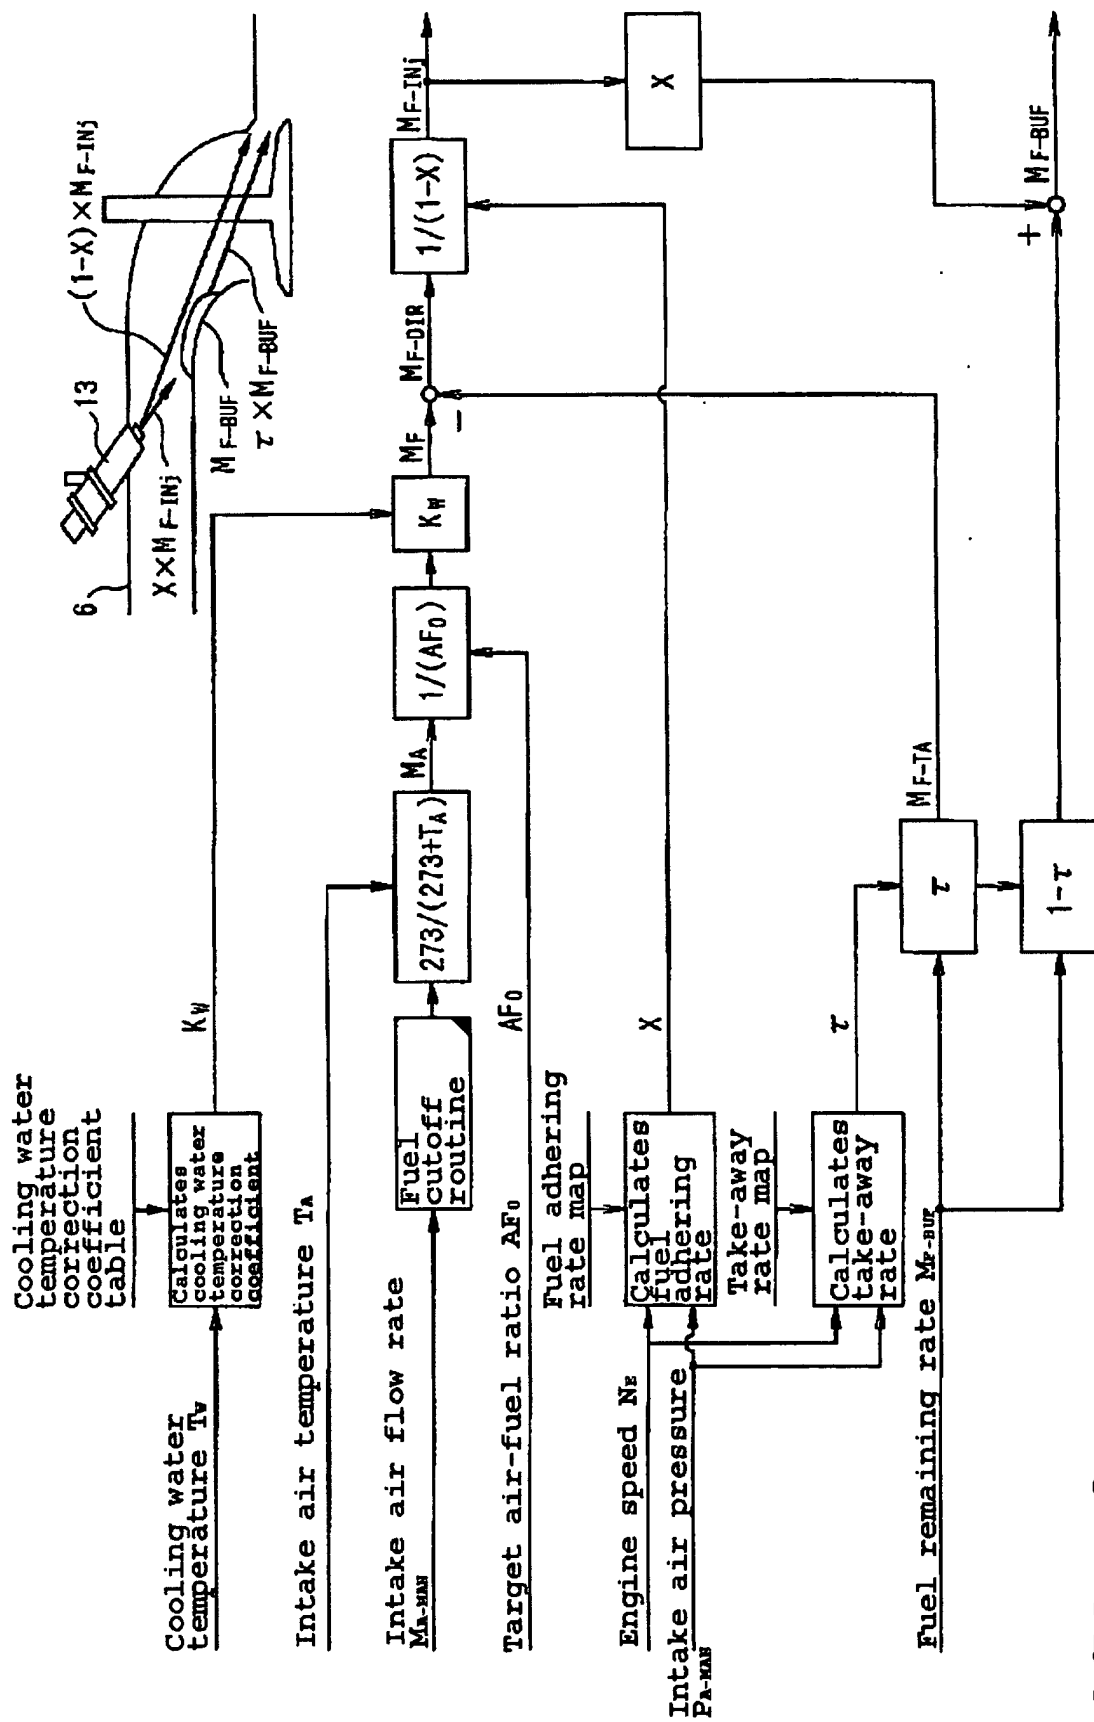 Cooling water
temperature
correction
coefficient
table
Cooling water
temperature Tw
Calculates
cooling water
temperature
correction
coefficient
Kw
Intake air temperature TA
Intake air flow rate
MA-MAN
Fuel
cutoff
routine
273/(273+TA)
MA
1/(AF0)
Kw
MF
−
MF-DIR
1/(1-X)
MF-INj
X
Target air-fuel ratio AF0
AF0
Fuel adhering
rate map
Engine speed NE
Intake air pressure
PA-MAN
Calculates
fuel
adhering
rate
X
Take-away
rate map
Calculates
take-away
rate
τ
Fuel remaining rate MF-BUF
τ
MF-TA
1-τ
+
MF-BUF
6
13
X×MF-INj
(1-X)×MF-INj
MF-BUF
τ×MF-BUF